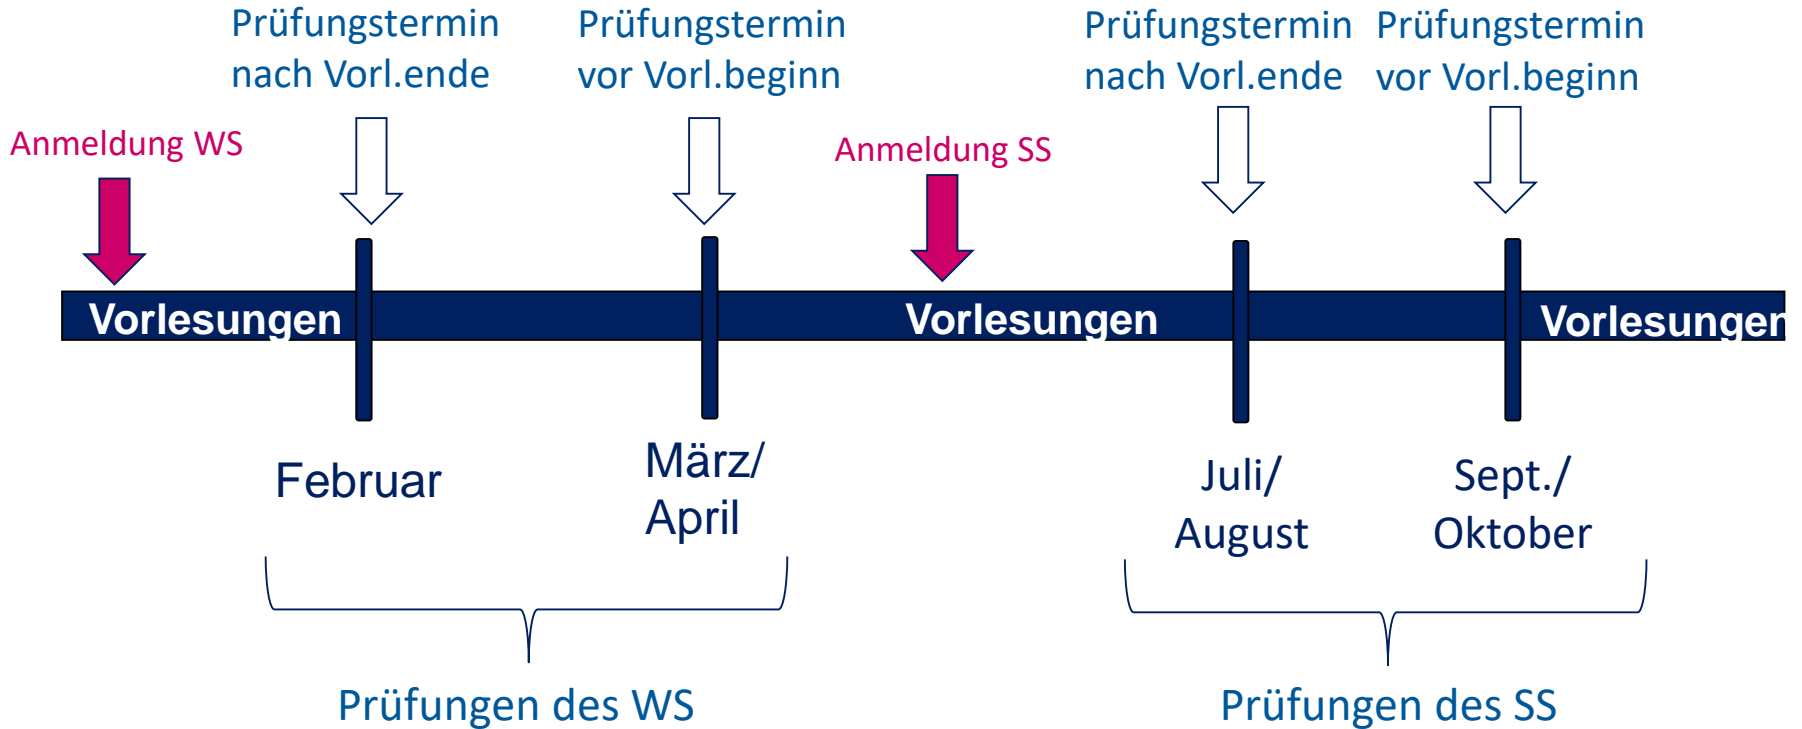 Prüfungstermin
nach Vorl.ende
Prüfungstermin
vor Vorl.beginn
Prüfungstermin
nach Vorl.ende
Prüfungstermin
vor Vorl.beginn
Anmeldung WS
Anmeldung SS
Vorlesungen
Vorlesungen
Vorlesungen
Februar
März/
April
Juli/
August
Sept./
Oktober
Prüfungen des WS
Prüfungen des SS